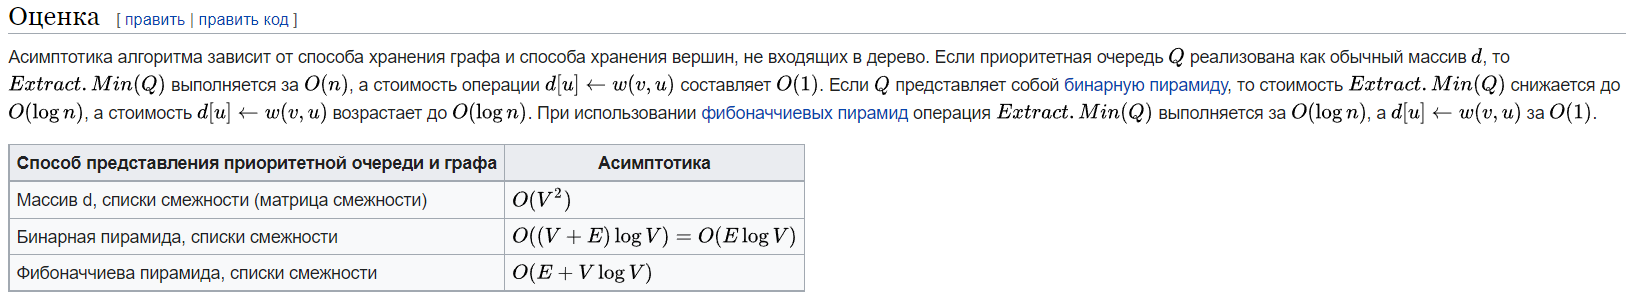 Оценка [ править | править код ]
Асимптотика алгоритма зависит от способа хранения графа и способа хранения вершин, не входящих в дерево. Если приоритетная очередь Q реализована как обычный массив d, то
Extract.Min(Q) выполняется за O(n), а стоимость операции d[u] ← w(v, u) составляет O(1). Если Q представляет собой бинарную пирамиду, то стоимость Extract.Min(Q) снижается до
O(log n), а стоимость d[u] ← w(v, u) возрастает до O(log n). При использовании фибоначчиевых пирамид операция Extract.Min(Q) выполняется за O(log n), а d[u] ← w(v, u) за O(1).
Способ представления приоритетной очереди и графа Асимптотика
Массив d, списки смежности (матрица смежности) O(V²)
Бинарная пирамида, списки смежности O((V + E) log V) = O(E log V)
Фибоначчиева пирамида, списки смежности O(E + V log V)